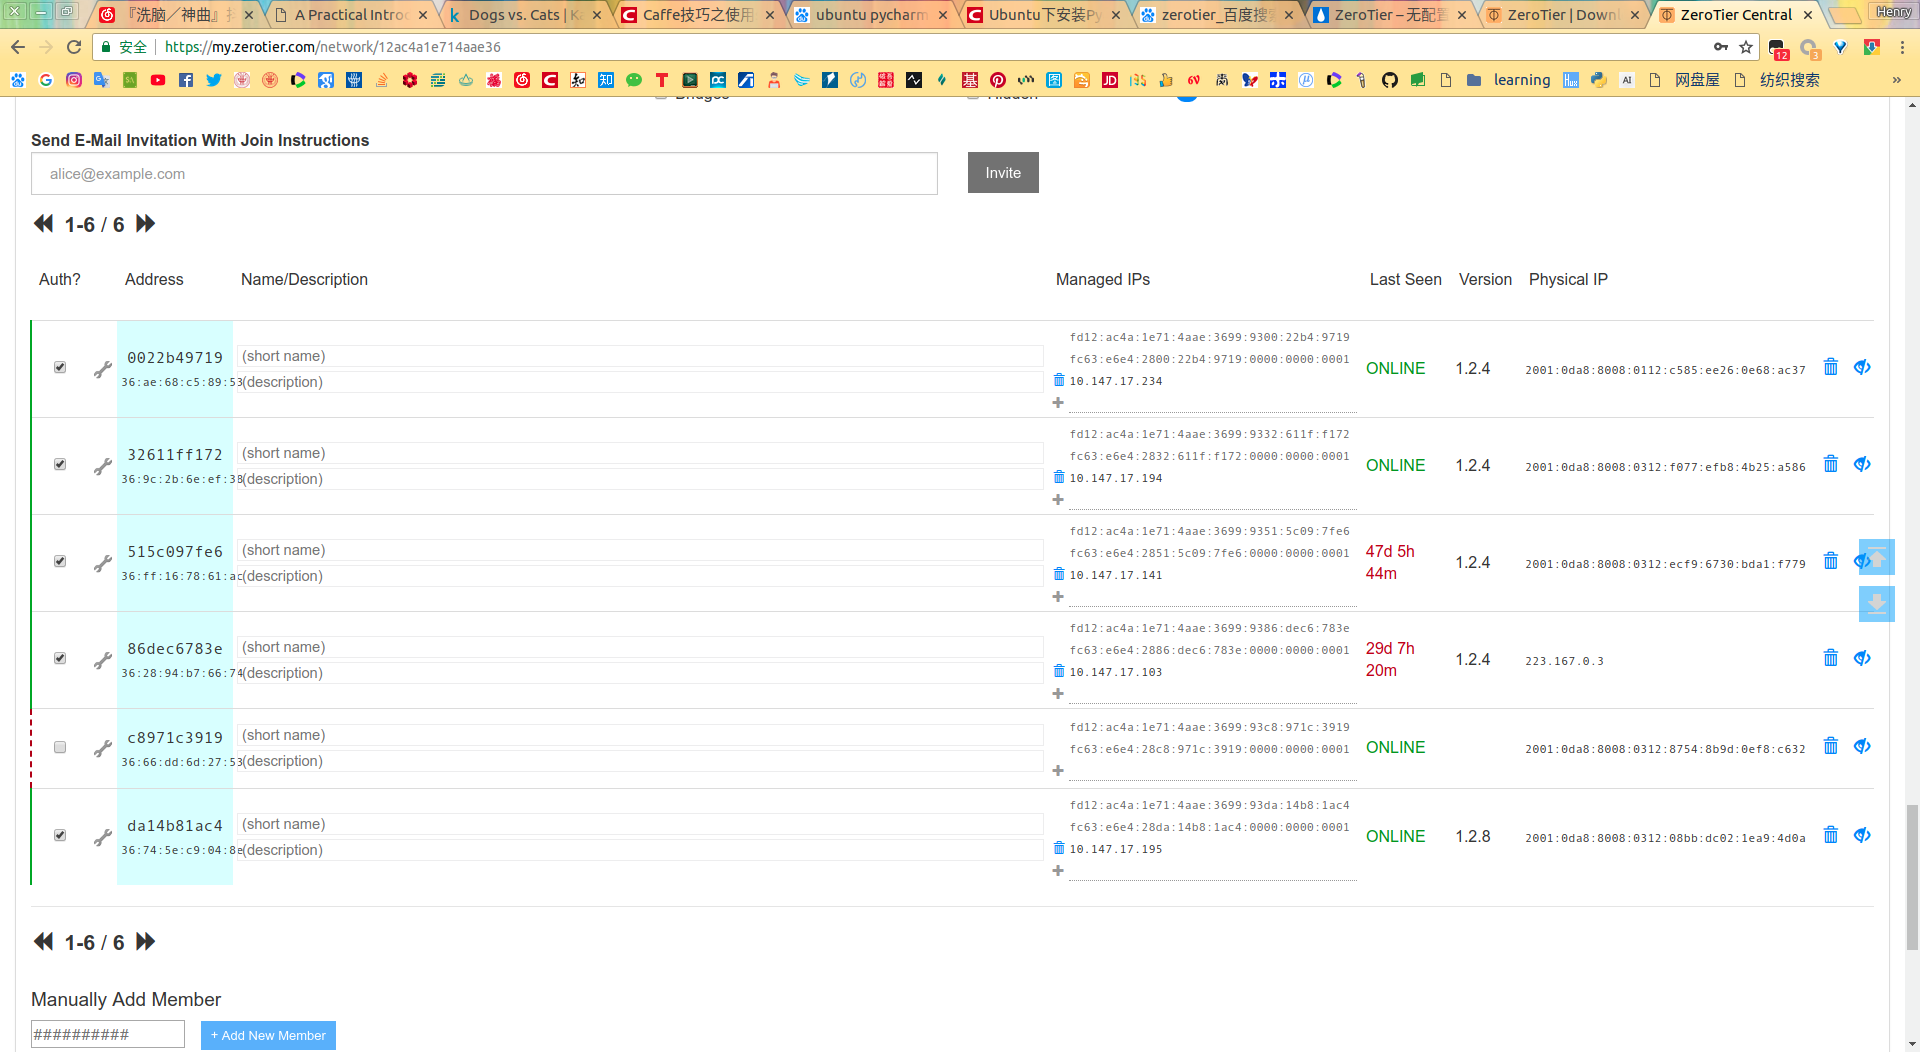 『洗脑／神曲』
A Practical Introd
Dogs vs. Cats | Ka
Caffe技巧之使用
ubuntu pycharm
Ubuntu下安装Py
zerotier_百度搜
ZeroTier – 无配
ZeroTier | Downl
ZeroTier Central
Henry
安全 https://my.zerotier.com/network/12ac4a1e714aae36
12
3
learning
AI
网盘屋
纺织搜索
»
Bridges
Hidden
Send E-Mail Invitation With Join Instructions
alice@example.com
Invite
1-6 / 6
Auth? Address Name/Description Managed IPs Last Seen Version Physical IP
0022b49719
36:ae:68:c5:89:53
(short name)
(description)
fd12:ac4a:1e71:4aae:3699:9300:22b4:9719
fc63:e6e4:2800:22b4:9719:0000:0000:0001
10.147.17.234
+
ONLINE
1.2.4
2001:0da8:8008:0112:c585:ee26:0e68:ac37
32611ff172
36:9c:2b:6e:ef:38
(short name)
(description)
fd12:ac4a:1e71:4aae:3699:9332:611f:f172
fc63:e6e4:2832:611f:f172:0000:0000:0001
10.147.17.194
+
ONLINE
1.2.4
2001:0da8:8008:0312:f077:efb8:4b25:a586
515c097fe6
36:ff:16:78:61:ac
(short name)
(description)
fd12:ac4a:1e71:4aae:3699:9351:5c09:7fe6
fc63:e6e4:2851:5c09:7fe6:0000:0000:0001
10.147.17.141
+
47d 5h
44m
1.2.4
2001:0da8:8008:0312:ecf9:6730:bda1:f779
86dec6783e
36:28:94:b7:66:74
(short name)
(description)
fd12:ac4a:1e71:4aae:3699:9386:dec6:783e
fc63:e6e4:2886:dec6:783e:0000:0000:0001
10.147.17.103
+
29d 7h
20m
1.2.4
223.167.0.3
c8971c3919
36:66:dd:6d:27:53
(short name)
(description)
fd12:ac4a:1e71:4aae:3699:93c8:971c:3919
fc63:e6e4:28c8:971c:3919:0000:0000:0001
+
ONLINE
2001:0da8:8008:0312:8754:8b9d:0ef8:c632
da14b81ac4
36:74:5e:c9:04:8e
(short name)
(description)
fd12:ac4a:1e71:4aae:3699:93da:14b8:1ac4
fc63:e6e4:28da:14b8:1ac4:0000:0000:0001
10.147.17.195
+
ONLINE
1.2.8
2001:0da8:8008:0312:08bb:dc02:1ea9:4d0a
1-6 / 6
Manually Add Member
##########
+ Add New Member